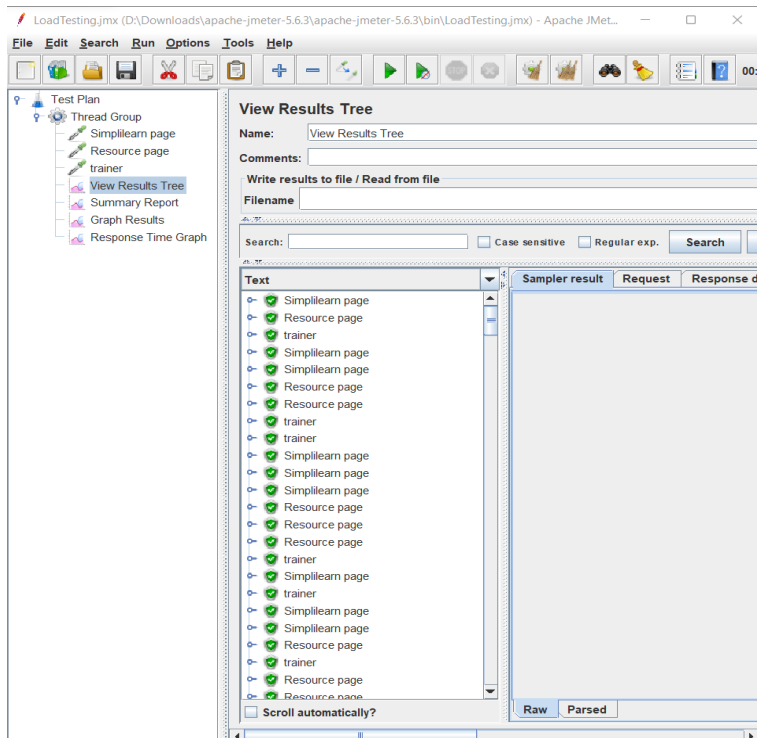 LoadTesting.jmx (D:\Downloads\apache-jmeter-5.6.3\apache-jmeter-5.6.3\bin\LoadTesting.jmx) - Apache JMet...
File Edit Search Run Options Tools Help
00:
Test Plan
Thread Group
Simplilearn page
Resource page
trainer
View Results Tree
Summary Report
Graph Results
Response Time Graph
View Results Tree
Name: View Results Tree
Comments:
Write results to file / Read from file
Filename
Search: Case sensitive Regular exp. Search
Text
Simplilearn page
Resource page
trainer
Simplilearn page
Simplilearn page
Resource page
Resource page
trainer
trainer
Simplilearn page
Simplilearn page
Simplilearn page
Resource page
Resource page
Resource page
trainer
Simplilearn page
trainer
Simplilearn page
Simplilearn page
Resource page
trainer
Resource page
Resource page
Scroll automatically?
Sampler result Request Response d
Raw Parsed